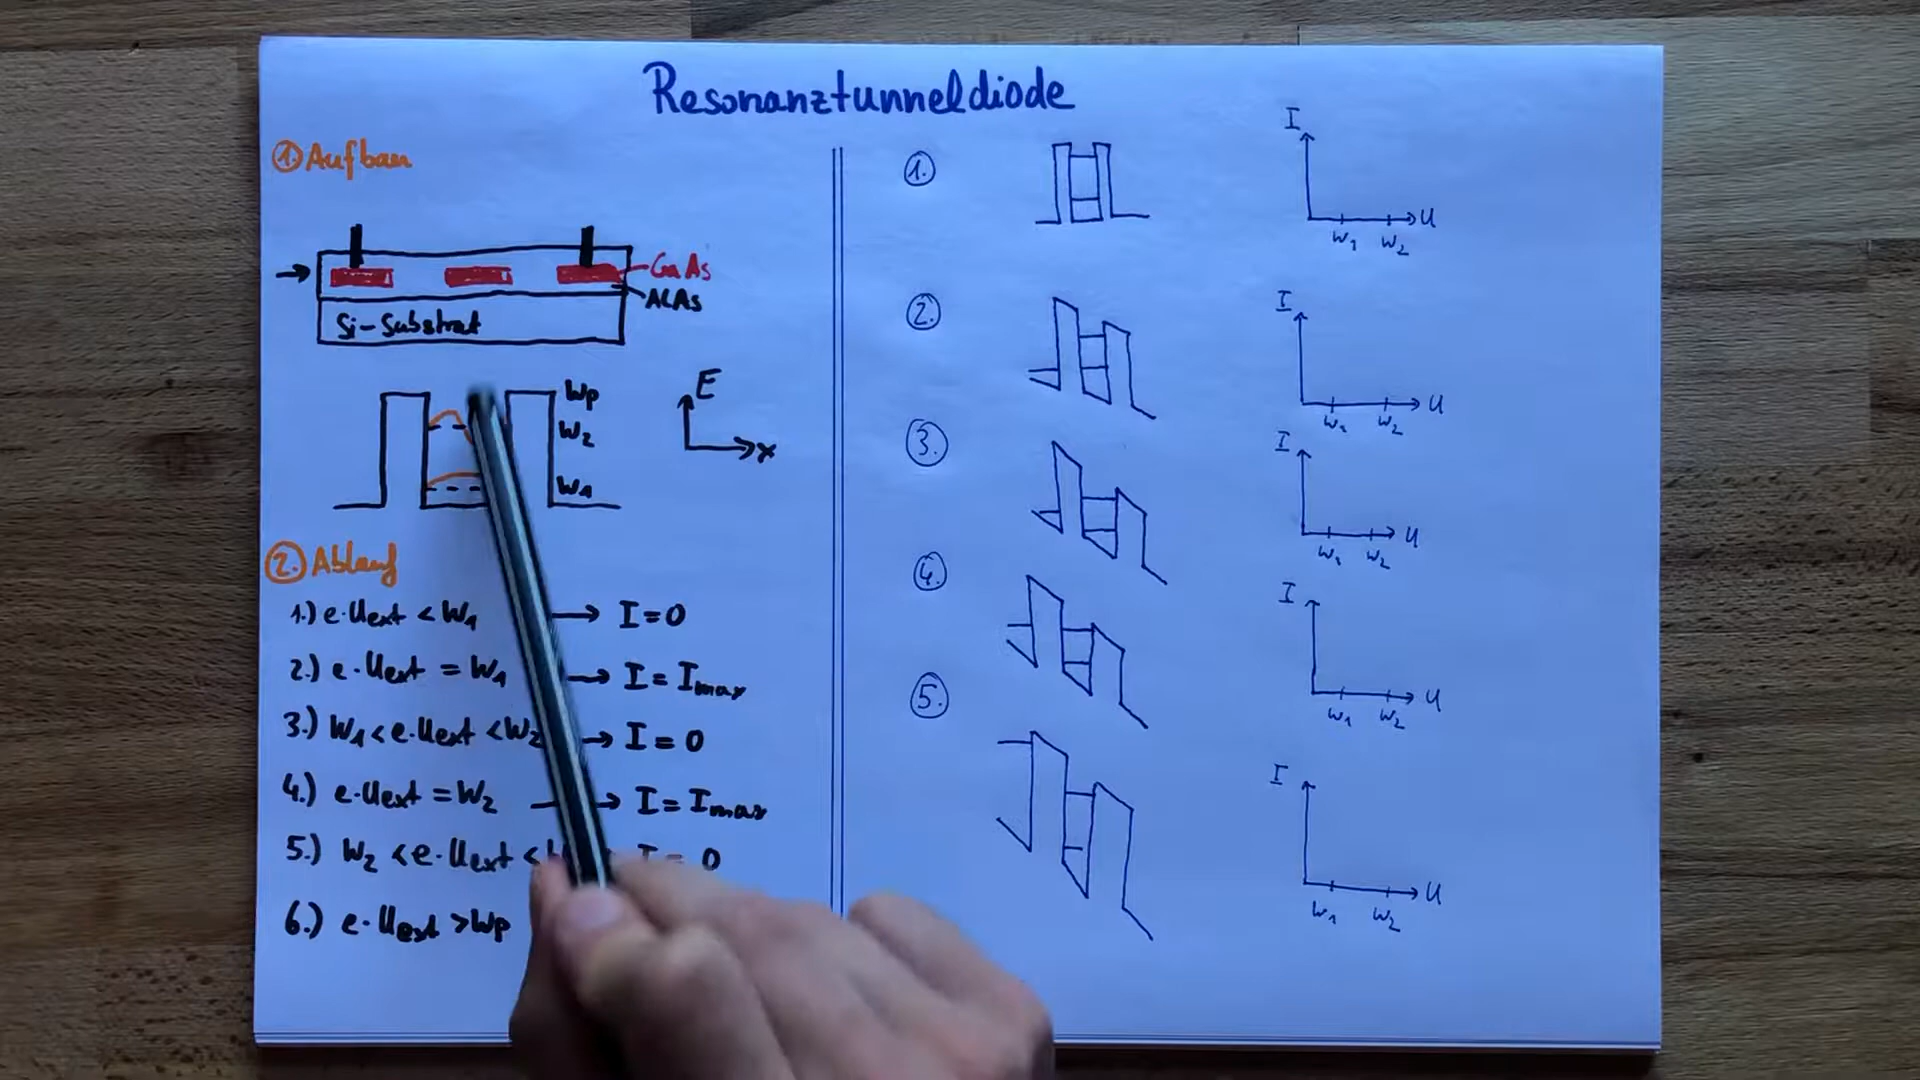 Resonanztunneldiode
① Aufbau
GaAs
AlAs
Si-Substrat
Wp
W2
W1
E
x
②. Ablauf
1.) e·Uext < W1 → I = 0
2.) e·Uext = W1 → I = Imax
3.) W1 < e·Uext < W2 → I = 0
4.) e·Uext = W2 → I = Imax
5.) W2 < e·Uext < I = 0
6.) e·Uext > Wp
1.
I
U
W1 W2
2.
I
U
W1 W2
3.
I
U
W1 W2
4.
I
U
W1 W2
5.
I
U
W1 W2